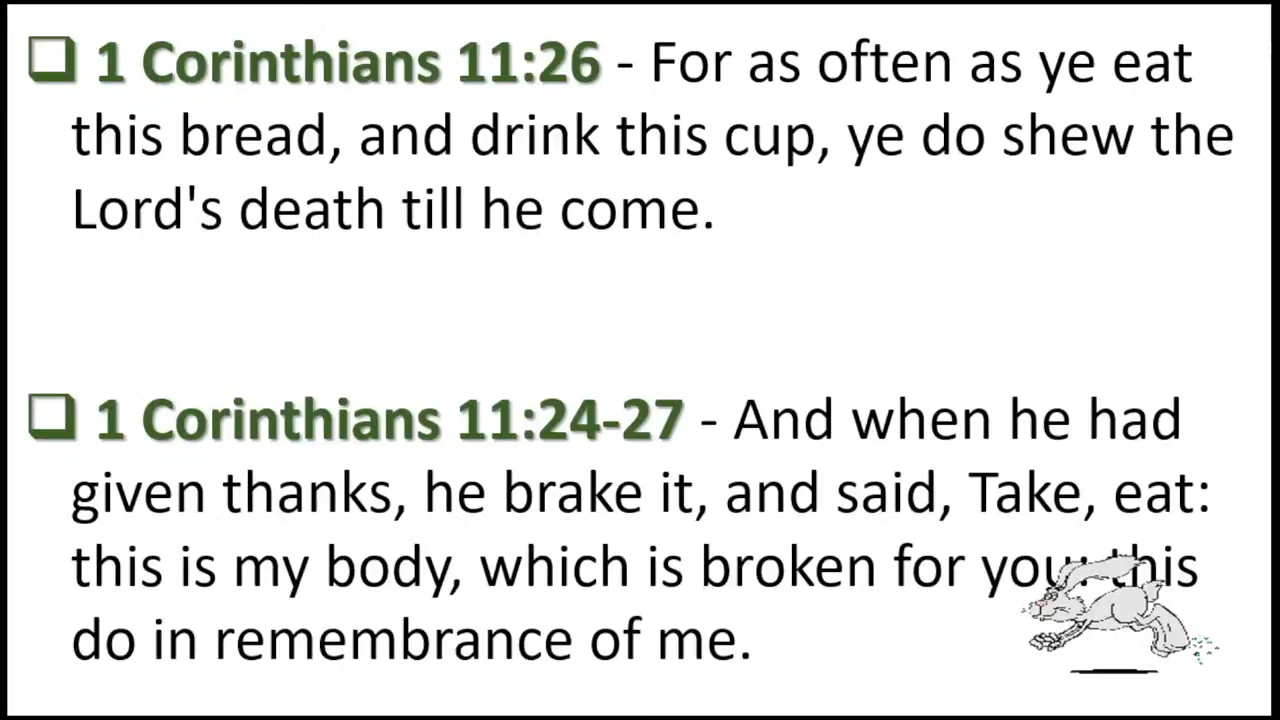 1 Corinthians 11:26 - For as often as ye eat
this bread, and drink this cup, ye do shew the
Lord's death till he come.
1 Corinthians 11:24-27 - And when he had
given thanks, he brake it, and said, Take, eat:
this is my body, which is broken for you: this
do in remembrance of me.